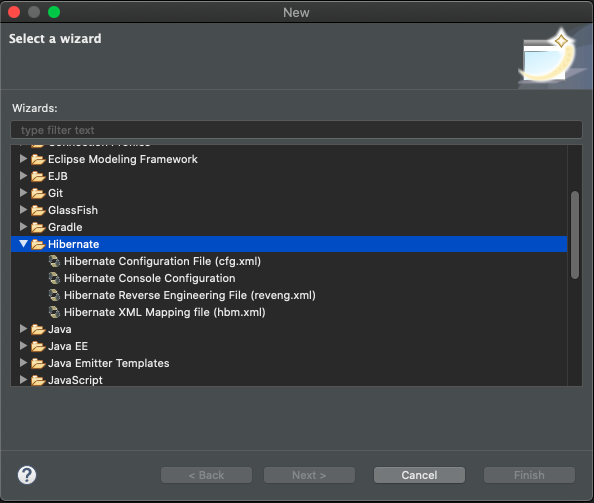 New
Select a wizard
Wizards:
type filter text
Connection Profiles
Eclipse Modeling Framework
EJB
Git
GlassFish
Gradle
Hibernate
Hibernate Configuration File (cfg.xml)
Hibernate Console Configuration
Hibernate Reverse Engineering File (reveng.xml)
Hibernate XML Mapping file (hbm.xml)
Java
Java EE
Java Emitter Templates
JavaScript
?
< Back
Next >
Cancel
Finish